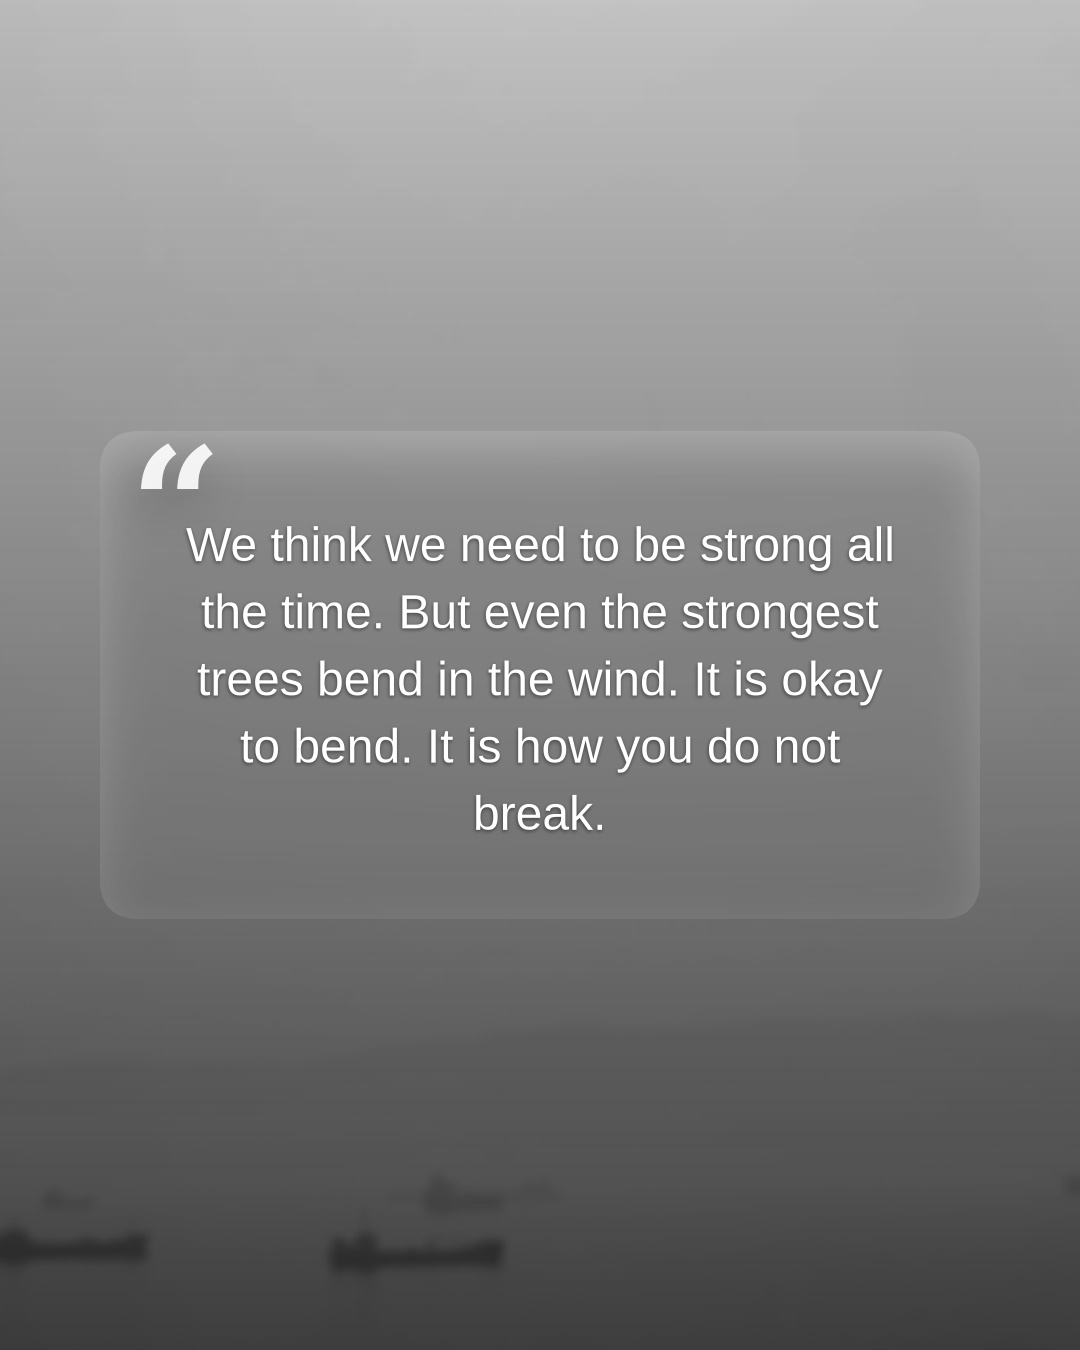 “
We think we need to be strong all
the time. But even the strongest
trees bend in the wind. It is okay
to bend. It is how you do not
break.